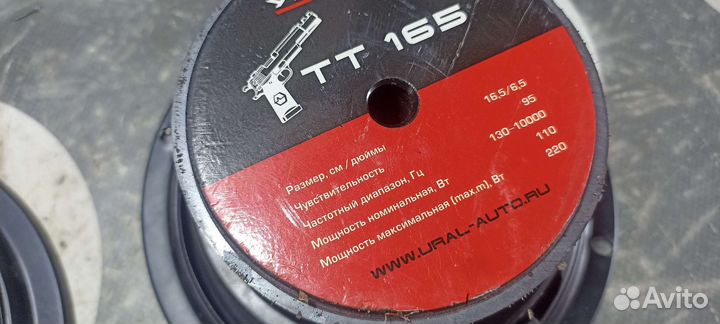 TT 165
Размер, см / дюймы 16,5/6,5
Чувствительность 95
Частотный диапазон, Гц 130-10000
Мощность номинальная, Вт 110
Мощность максимальная (max.m), Вт 220
WWW.URAL-AUTO.RU
Avito